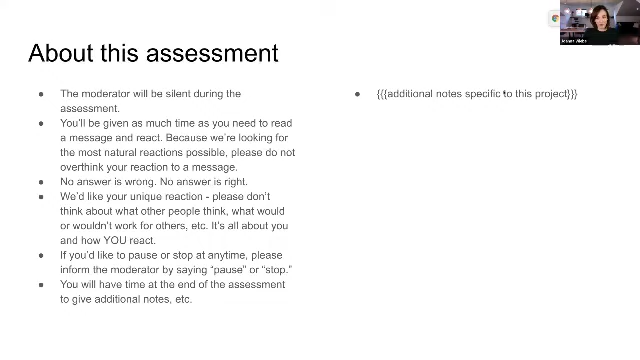 About this assessment
● The moderator will be silent during the
assessment.
● You'll be given as much time as you need to read
a message and react. Because we're looking for
the most natural reactions possible, please do not
overthink your reaction to a message.
● No answer is wrong. No answer is right.
● We'd like your unique reaction - please don't
think about what other people think, what would
or wouldn't work for others, etc. It's all about you
and how YOU react.
● If you'd like to pause or stop at anytime, please
inform the moderator by saying “pause” or “stop.”
● You will have time at the end of the assessment
to give additional notes, etc.
● {{{additional notes specific to this project}}}